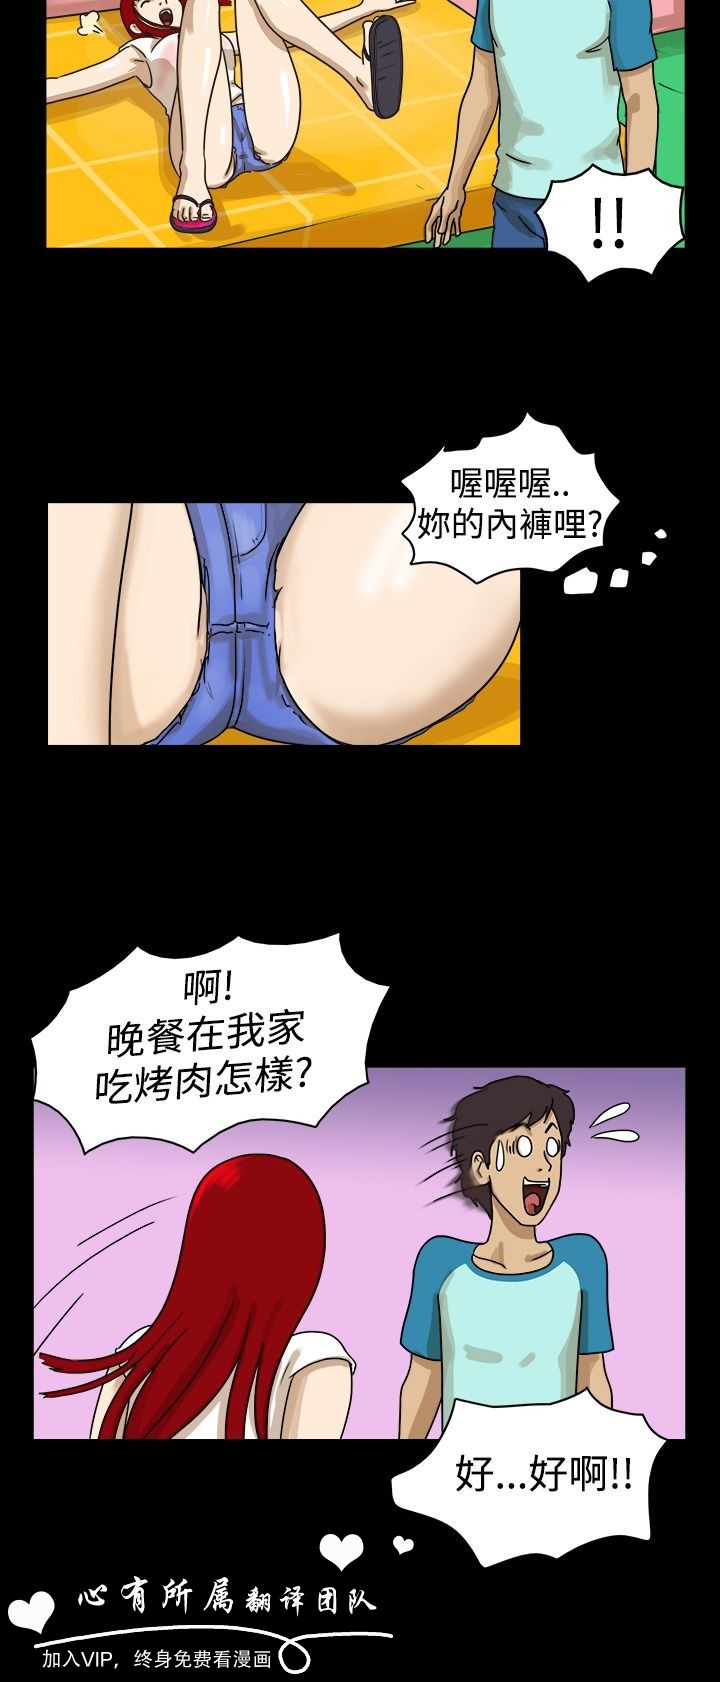 !!
喔喔喔..
妳的內褲哩?
啊!
晚餐在我家
吃烤肉怎樣?
好...好啊!!
心有所属翻译团队
加入VIP，终身免费看漫画